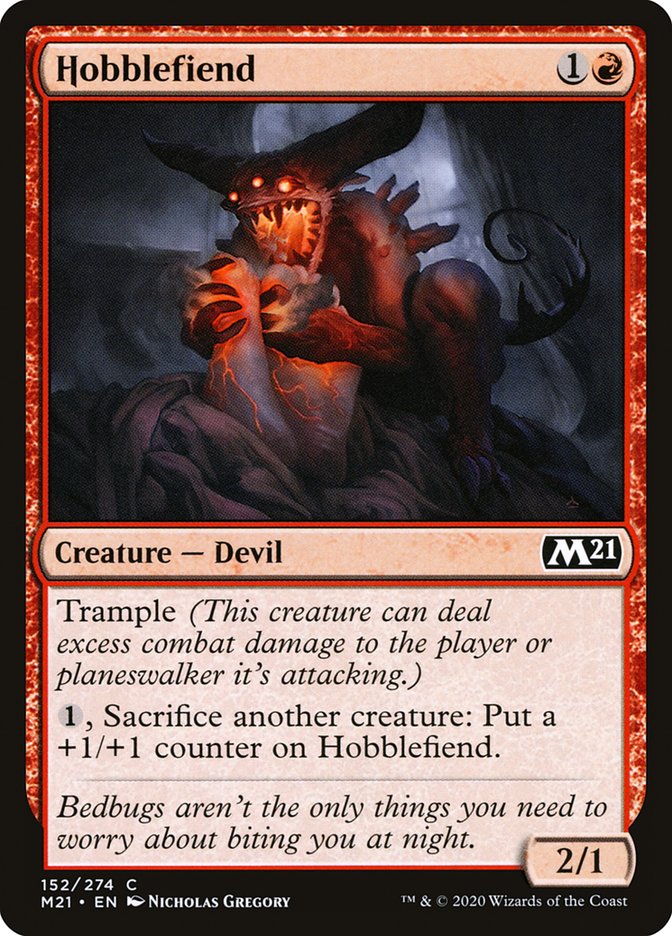 Hobblefiend 1
Creature — Devil M21
Trample (This creature can deal
excess combat damage to the player or
planeswalker it's attacking.)
1, Sacrifice another creature: Put a
+1/+1 counter on Hobblefiend.
Bedbugs aren't the only things you need to
worry about biting you at night.
2/1
152/274 C
M21 • EN Nicholas Gregory ™ & © 2020 Wizards of the Coast